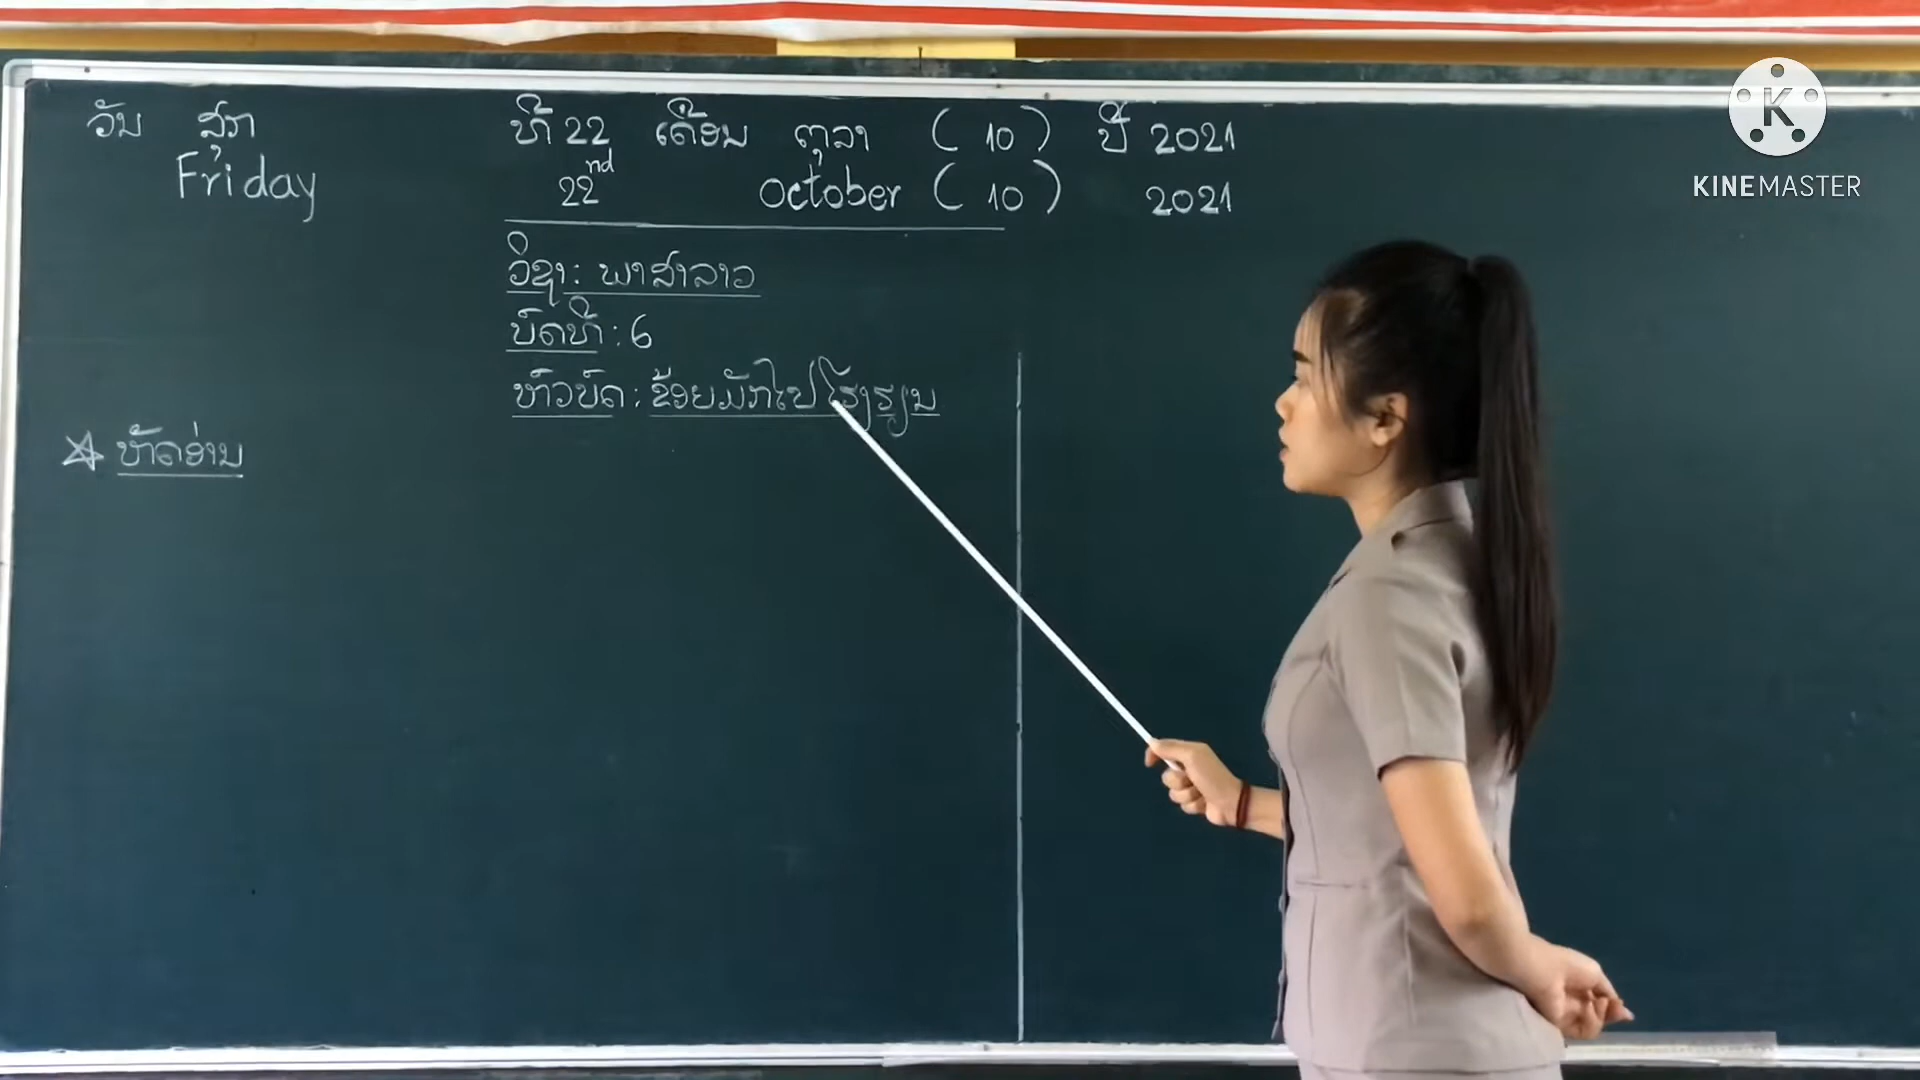 ວັນ ສຸກ ທີ 22 ເດືອນ ຕຸລາ ( 10 ) ປີ 2021
Friday 22nd October ( 10 ) 2021
ວິຊາ: ພາສາລາວ
ບົດທີ : 6
ຫົວບົດ : ຂ້ອຍມັກໄປໂຮງຮຽນ
☆ ຫັດອ່ານ
K
KINEMASTER